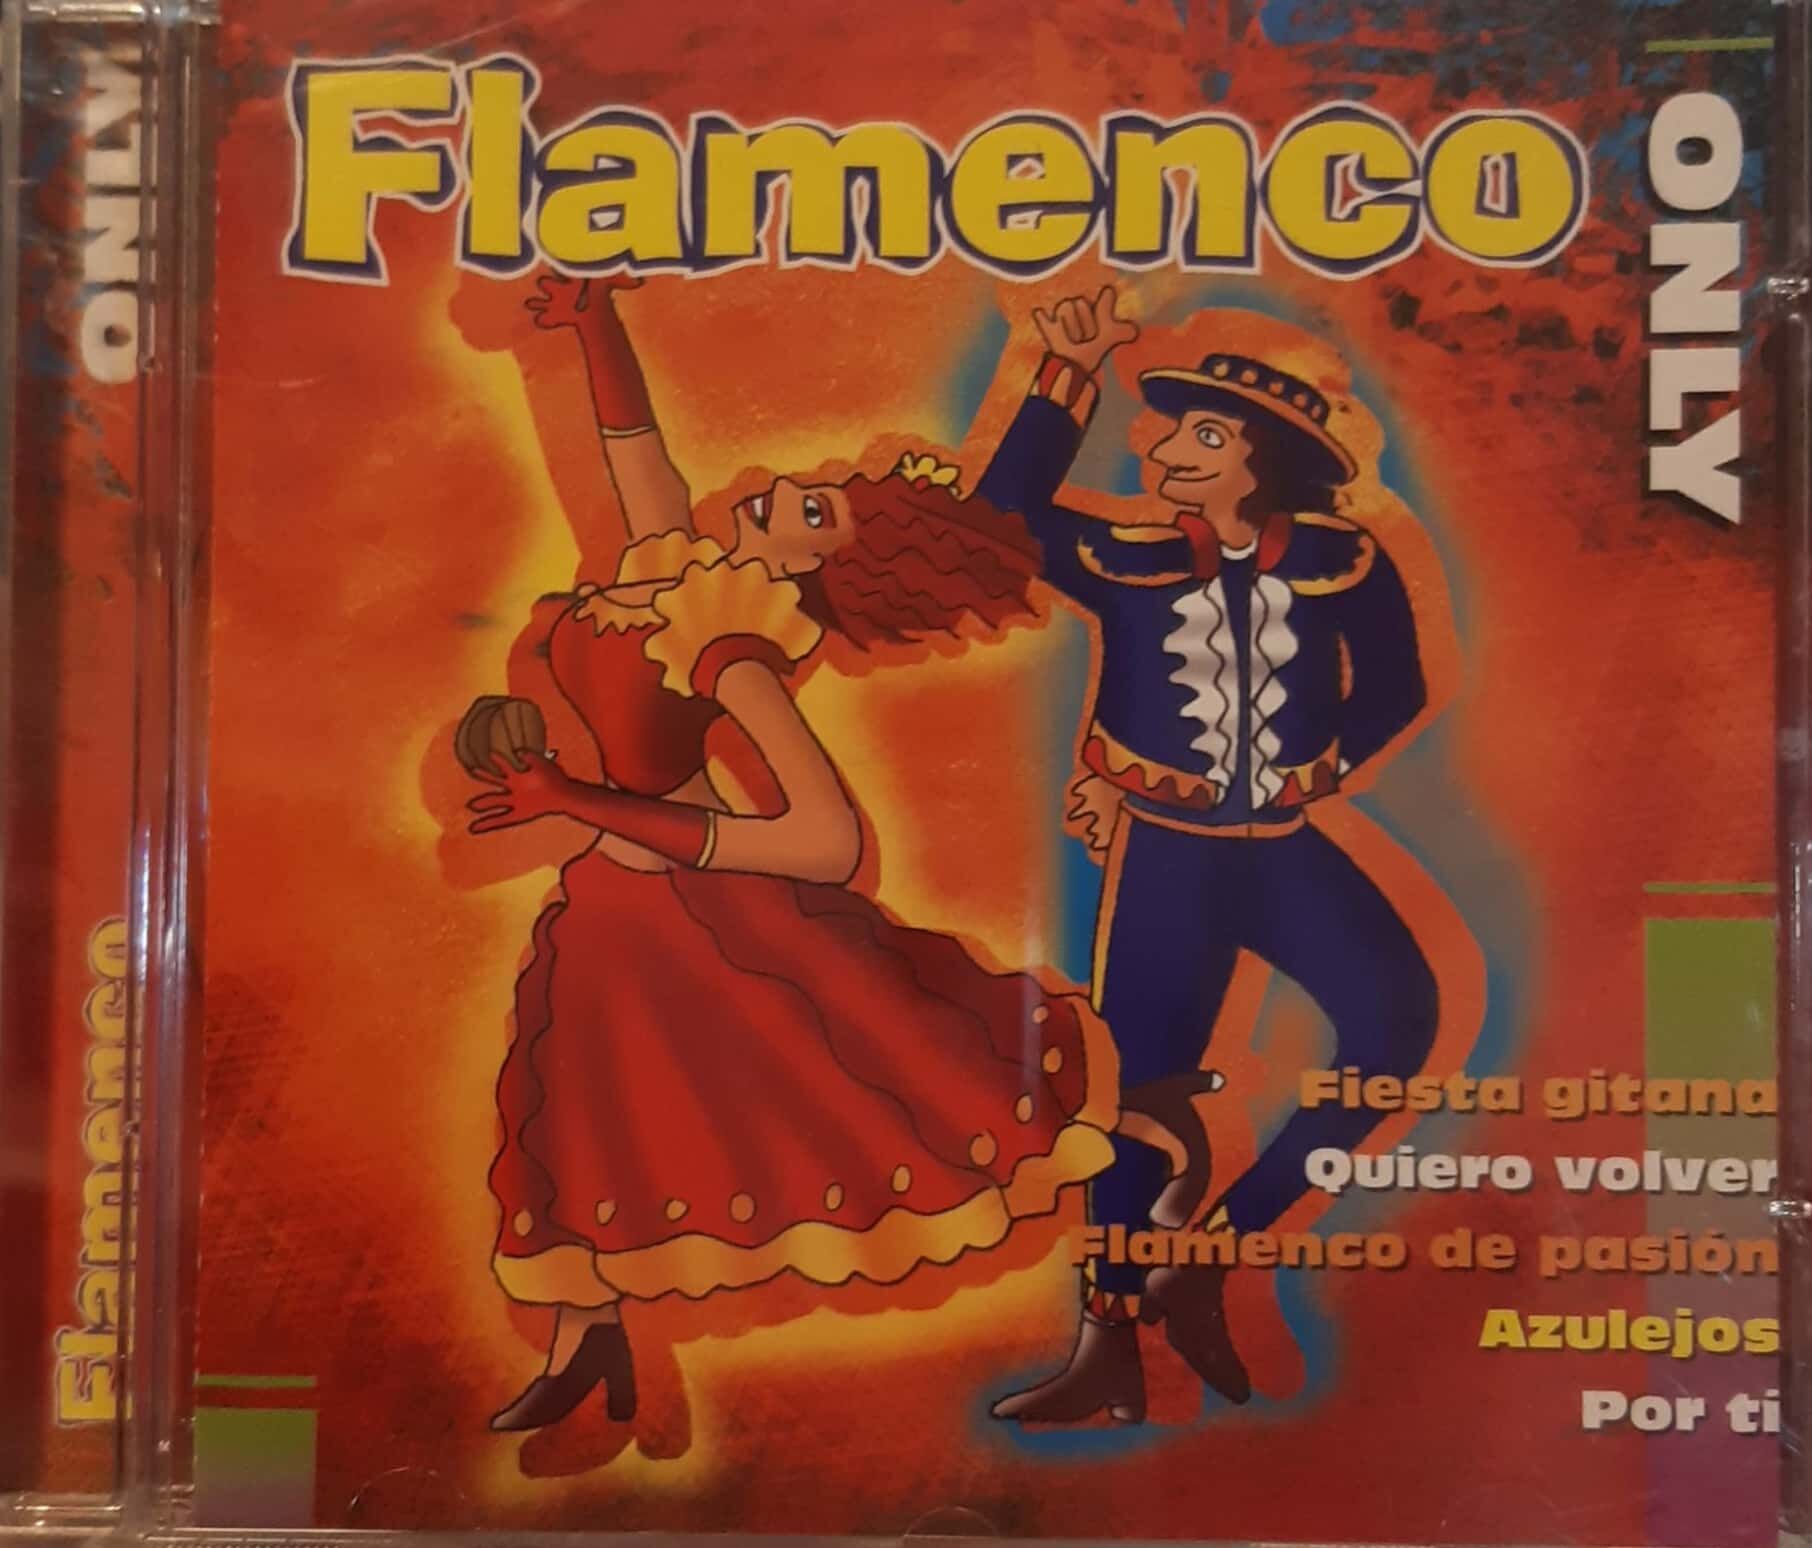 ONLY
Flamenco
Flamenco
ONLY
Fiesta gitana
Quiero volver
Flamenco de pasión
Azulejos
Por ti